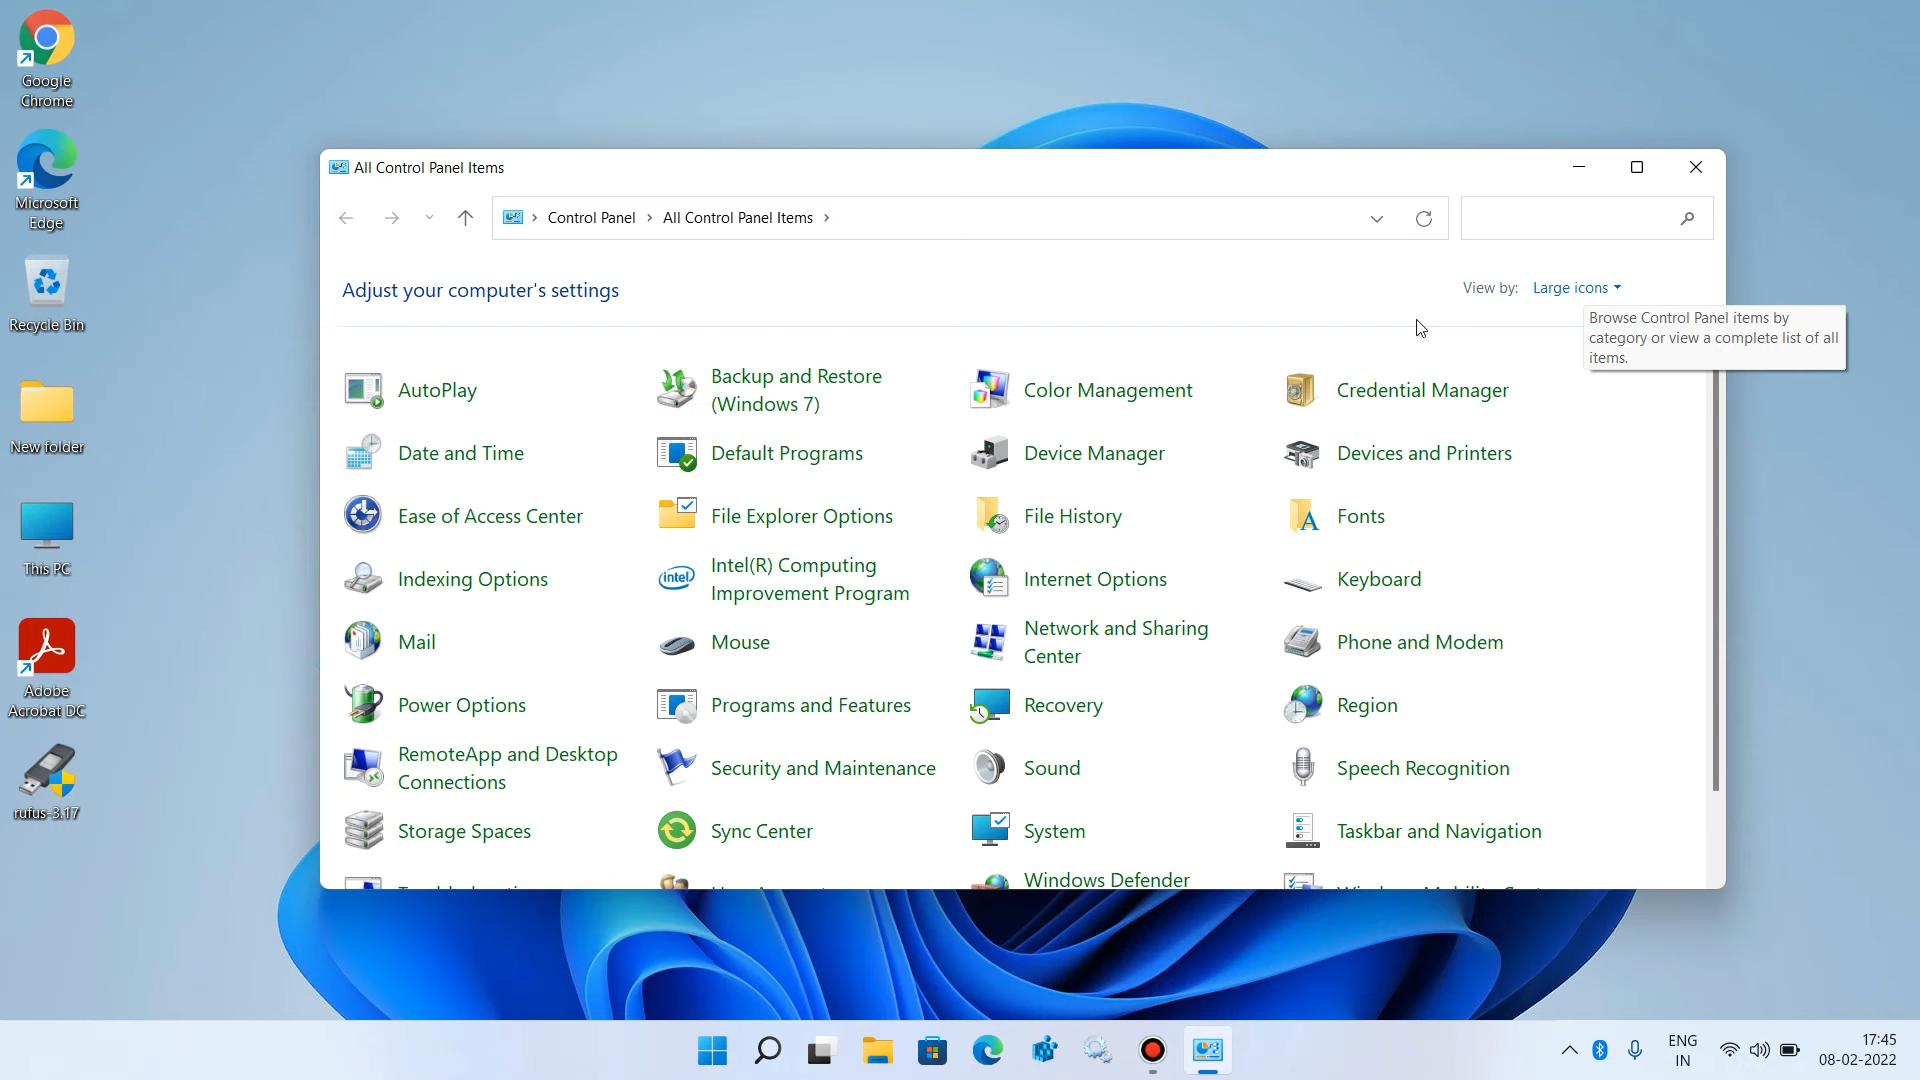 Google
Chrome
Microsoft
Edge
Recycle Bin
New folder
This PC
Adobe
Acrobat DC
rufus-3.17
All Control Panel Items
Control Panel
All Control Panel Items
Adjust your computer's settings
View by: Large icons
Browse Control Panel items by
category or view a complete list of all
items.
AutoPlay
Backup and Restore
(Windows 7)
Color Management
Credential Manager
Date and Time
Default Programs
Device Manager
Devices and Printers
Ease of Access Center
File Explorer Options
File History
Fonts
Indexing Options
intel
Intel(R) Computing
Improvement Program
Internet Options
Keyboard
Mail
Mouse
Network and Sharing
Center
Phone and Modem
Power Options
Programs and Features
Recovery
Region
RemoteApp and Desktop
Connections
Security and Maintenance
Sound
Speech Recognition
Storage Spaces
Sync Center
System
Taskbar and Navigation
Windows Defender
ENG
IN
17:45
08-02-2022